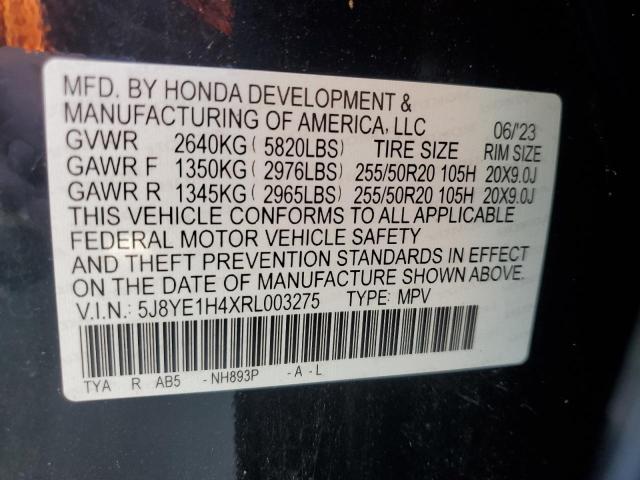 MFD. BY HONDA DEVELOPMENT &
MANUFACTURING OF AMERICA, LLC 06/'23
GVWR 2640KG (5820LBS) TIRE SIZE RIM SIZE
GAWR F 1350KG (2976LBS) 255/50R20 105H 20X9.0J
GAWR R 1345KG (2965LBS) 255/50R20 105H 20X9.0J
THIS VEHICLE CONFORMS TO ALL APPLICABLE
FEDERAL MOTOR VEHICLE SAFETY
AND THEFT PREVENTION STANDARDS IN EFFECT
ON THE DATE OF MANUFACTURE SHOWN ABOVE.
V.I.N.: 5J8YE1H4XRL003275 TYPE: MPV
TYA R AB5 -NH893P -A-L